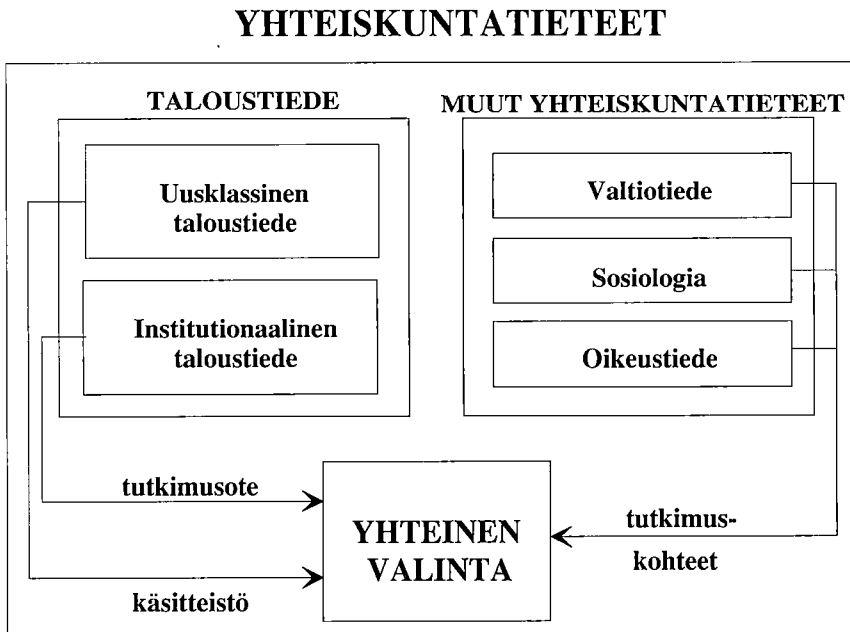 YHTEISKUNTATIETEET
TALOUSTIEDE
Uusklassinen
taloustiede
Institutionaalinen
taloustiede
MUUT YHTEISKUNTATIETEET
Valtiotiede
Sosiologia
Oikeustiede
tutkimusote
käsitteistö
YHTEINEN
VALINTA
tutkimus-
kohteet